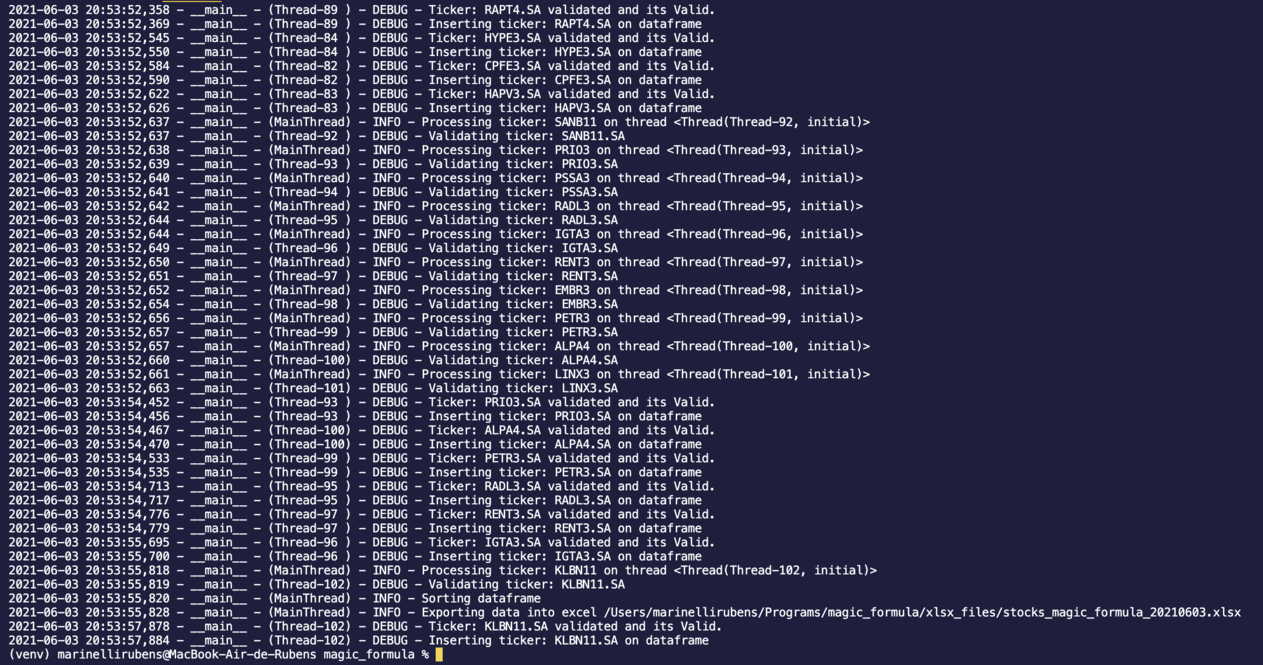 2021-06-03 20:53:52,358 - __main__ - (Thread-89 ) - DEBUG - Ticker: RAPT4.SA validated and its Valid.
2021-06-03 20:53:52,369 - __main__ - (Thread-89 ) - DEBUG - Inserting ticker: RAPT4.SA on dataframe
2021-06-03 20:53:52,545 - __main__ - (Thread-84 ) - DEBUG - Ticker: HYPE3.SA validated and its Valid.
2021-06-03 20:53:52,550 - __main__ - (Thread-84 ) - DEBUG - Inserting ticker: HYPE3.SA on dataframe
2021-06-03 20:53:52,584 - __main__ - (Thread-82 ) - DEBUG - Ticker: CPFE3.SA validated and its Valid.
2021-06-03 20:53:52,590 - __main__ - (Thread-82 ) - DEBUG - Inserting ticker: CPFE3.SA on dataframe
2021-06-03 20:53:52,622 - __main__ - (Thread-83 ) - DEBUG - Ticker: HAPV3.SA validated and its Valid.
2021-06-03 20:53:52,626 - __main__ - (Thread-83 ) - DEBUG - Inserting ticker: HAPV3.SA on dataframe
2021-06-03 20:53:52,637 - __main__ - (MainThread) - INFO - Processing ticker: SANB11 on thread <Thread(Thread-92, initial)>
2021-06-03 20:53:52,637 - __main__ - (Thread-92 ) - DEBUG - Validating ticker: SANB11.SA
2021-06-03 20:53:52,638 - __main__ - (MainThread) - INFO - Processing ticker: PRIO3 on thread <Thread(Thread-93, initial)>
2021-06-03 20:53:52,639 - __main__ - (Thread-93 ) - DEBUG - Validating ticker: PRIO3.SA
2021-06-03 20:53:52,640 - __main__ - (MainThread) - INFO - Processing ticker: PSSA3 on thread <Thread(Thread-94, initial)>
2021-06-03 20:53:52,641 - __main__ - (Thread-94 ) - DEBUG - Validating ticker: PSSA3.SA
2021-06-03 20:53:52,642 - __main__ - (MainThread) - INFO - Processing ticker: RADL3 on thread <Thread(Thread-95, initial)>
2021-06-03 20:53:52,644 - __main__ - (Thread-95 ) - DEBUG - Validating ticker: RADL3.SA
2021-06-03 20:53:52,644 - __main__ - (MainThread) - INFO - Processing ticker: IGTA3 on thread <Thread(Thread-96, initial)>
2021-06-03 20:53:52,649 - __main__ - (Thread-96 ) - DEBUG - Validating ticker: IGTA3.SA
2021-06-03 20:53:52,650 - __main__ - (MainThread) - INFO - Processing ticker: RENT3 on thread <Thread(Thread-97, initial)>
2021-06-03 20:53:52,651 - __main__ - (Thread-97 ) - DEBUG - Validating ticker: RENT3.SA
2021-06-03 20:53:52,652 - __main__ - (MainThread) - INFO - Processing ticker: EMBR3 on thread <Thread(Thread-98, initial)>
2021-06-03 20:53:52,654 - __main__ - (Thread-98 ) - DEBUG - Validating ticker: EMBR3.SA
2021-06-03 20:53:52,656 - __main__ - (MainThread) - INFO - Processing ticker: PETR3 on thread <Thread(Thread-99, initial)>
2021-06-03 20:53:52,657 - __main__ - (Thread-99 ) - DEBUG - Validating ticker: PETR3.SA
2021-06-03 20:53:52,657 - __main__ - (MainThread) - INFO - Processing ticker: ALPA4 on thread <Thread(Thread-100, initial)>
2021-06-03 20:53:52,660 - __main__ - (Thread-100) - DEBUG - Validating ticker: ALPA4.SA
2021-06-03 20:53:52,661 - __main__ - (MainThread) - INFO - Processing ticker: LINX3 on thread <Thread(Thread-101, initial)>
2021-06-03 20:53:52,663 - __main__ - (Thread-101) - DEBUG - Validating ticker: LINX3.SA
2021-06-03 20:53:54,452 - __main__ - (Thread-93 ) - DEBUG - Ticker: PRIO3.SA validated and its Valid.
2021-06-03 20:53:54,456 - __main__ - (Thread-93 ) - DEBUG - Inserting ticker: PRIO3.SA on dataframe
2021-06-03 20:53:54,467 - __main__ - (Thread-100) - DEBUG - Ticker: ALPA4.SA validated and its Valid.
2021-06-03 20:53:54,470 - __main__ - (Thread-100) - DEBUG - Inserting ticker: ALPA4.SA on dataframe
2021-06-03 20:53:54,533 - __main__ - (Thread-99 ) - DEBUG - Ticker: PETR3.SA validated and its Valid.
2021-06-03 20:53:54,535 - __main__ - (Thread-99 ) - DEBUG - Inserting ticker: PETR3.SA on dataframe
2021-06-03 20:53:54,713 - __main__ - (Thread-95 ) - DEBUG - Ticker: RADL3.SA validated and its Valid.
2021-06-03 20:53:54,717 - __main__ - (Thread-95 ) - DEBUG - Inserting ticker: RADL3.SA on dataframe
2021-06-03 20:53:54,776 - __main__ - (Thread-97 ) - DEBUG - Ticker: RENT3.SA validated and its Valid.
2021-06-03 20:53:54,779 - __main__ - (Thread-97 ) - DEBUG - Inserting ticker: RENT3.SA on dataframe
2021-06-03 20:53:55,695 - __main__ - (Thread-96 ) - DEBUG - Ticker: IGTA3.SA validated and its Valid.
2021-06-03 20:53:55,700 - __main__ - (Thread-96 ) - DEBUG - Inserting ticker: IGTA3.SA on dataframe
2021-06-03 20:53:55,818 - __main__ - (MainThread) - INFO - Processing ticker: KLBN11 on thread <Thread(Thread-102, initial)>
2021-06-03 20:53:55,819 - __main__ - (Thread-102) - DEBUG - Validating ticker: KLBN11.SA
2021-06-03 20:53:55,820 - __main__ - (MainThread) - INFO - Sorting dataframe
2021-06-03 20:53:55,828 - __main__ - (MainThread) - INFO - Exporting data into excel /Users/marinellirubens/Programs/magic_formula/xlsx_files/stocks_magic_formula_20210603.xlsx
2021-06-03 20:53:57,878 - __main__ - (Thread-102) - DEBUG - Ticker: KLBN11.SA validated and its Valid.
2021-06-03 20:53:57,884 - __main__ - (Thread-102) - DEBUG - Inserting ticker: KLBN11.SA on dataframe
(venv) marinellirubens@MacBook-Air-de-Rubens magic_formula %